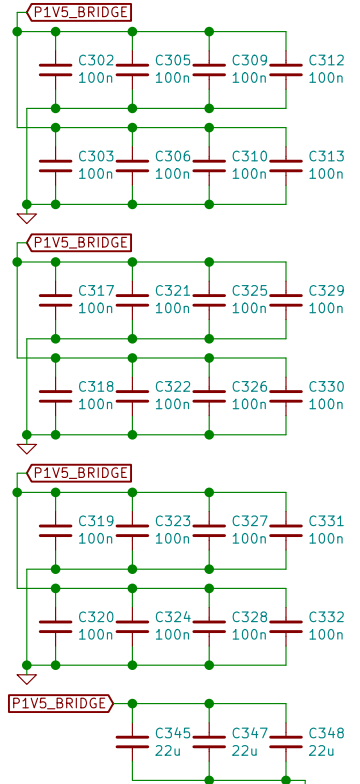 P1V5_BRIDGE
C302 C305 C309 C312
100n 100n 100n 100n
C303 C306 C310 C313
100n 100n 100n 100n
P1V5_BRIDGE
C317 C321 C325 C329
100n 100n 100n 100n
C318 C322 C326 C330
100n 100n 100n 100n
P1V5_BRIDGE
C319 C323 C327 C331
100n 100n 100n 100n
C320 C324 C328 C332
100n 100n 100n 100n
P1V5_BRIDGE
C345 C347 C348
22u 22u 22u